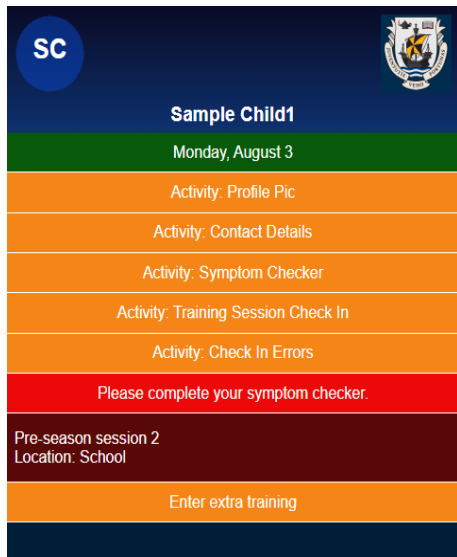 SC
Sample Child1
Monday, August 3
Activity: Profile Pic
Activity: Contact Details
Activity: Symptom Checker
Activity: Training Session Check In
Activity: Check In Errors
Please complete your symptom checker.
Pre-season session 2
Location: School
Enter extra training